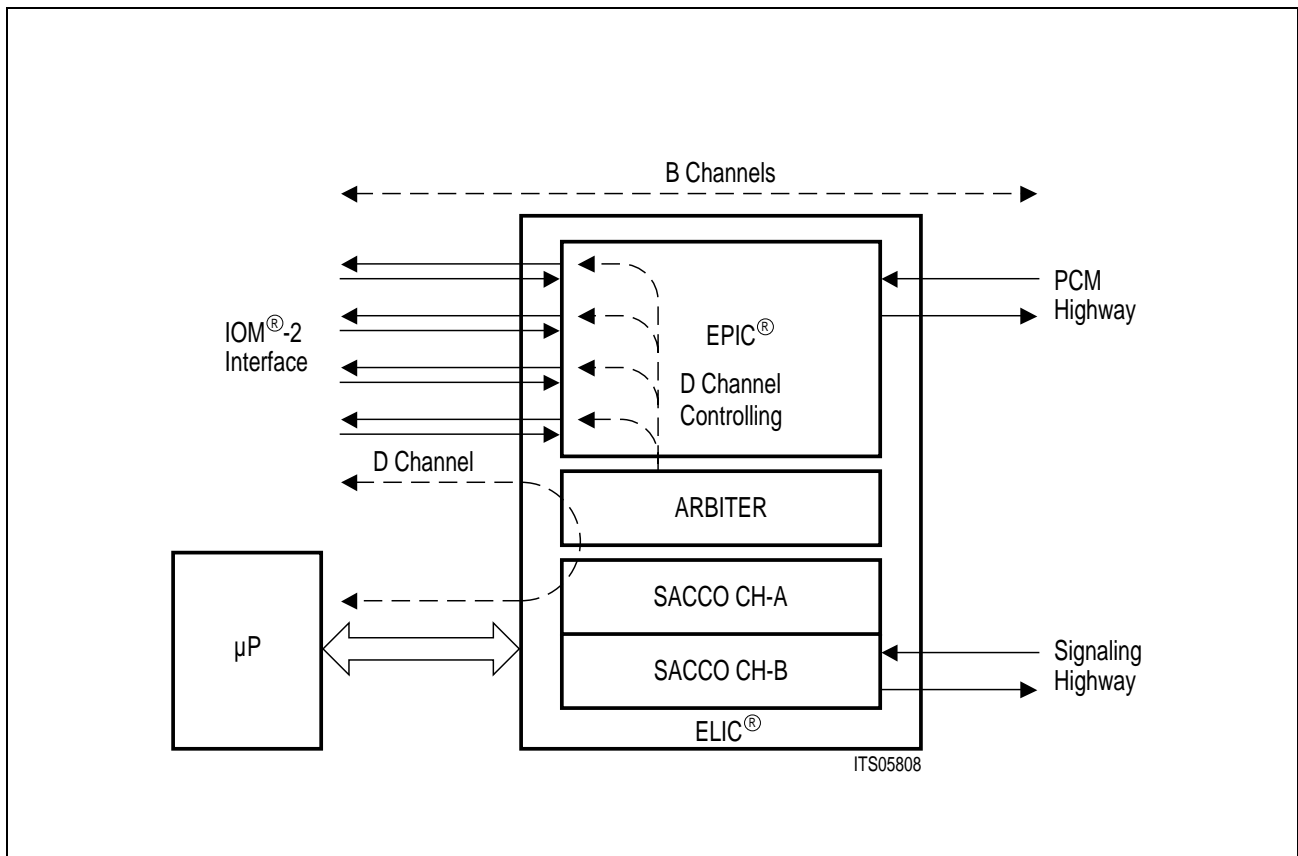 B Channels
PCM
Highway
IOM®-2
Interface
EPIC®
D Channel
Controlling
D Channel
ARBITER
SACCO CH-A
µP
SACCO CH-B
Signaling
Highway
ELIC®
ITS05808